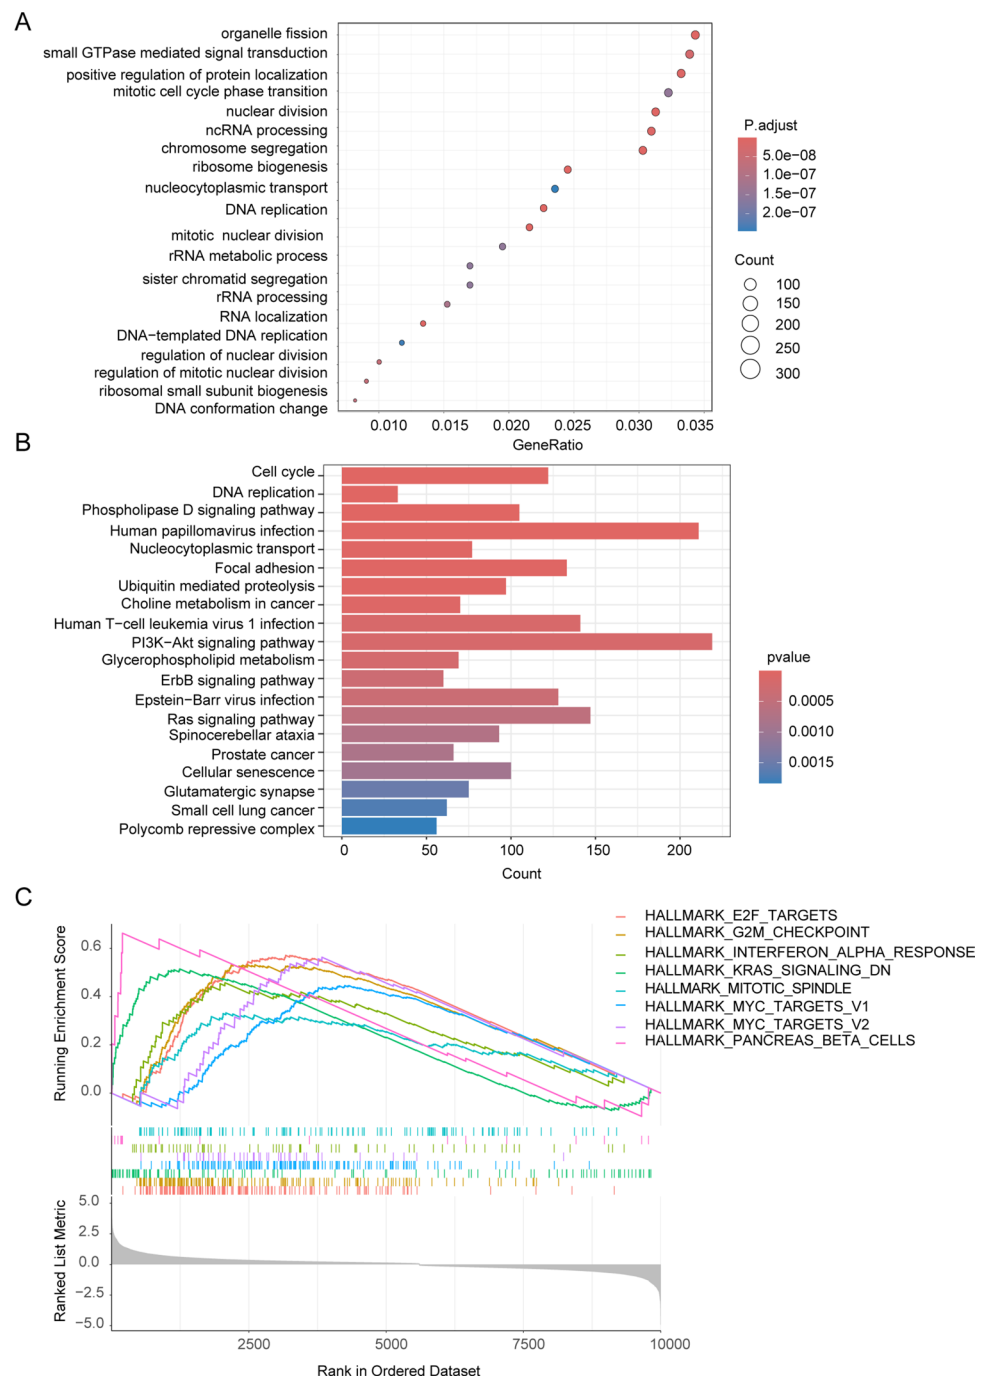 A
organelle fission
small GTPase mediated signal transduction
positive regulation of protein localization
mitotic cell cycle phase transition
nuclear division
ncRNA processing
chromosome segregation
ribosome biogenesis
nucleocytoplasmic transport
DNA replication
mitotic nuclear division
rRNA metabolic process
sister chromatid segregation
rRNA processing
RNA localization
DNA−templated DNA replication
regulation of nuclear division
regulation of mitotic nuclear division
ribosomal small subunit biogenesis
DNA conformation change
0.010 0.015 0.020 0.025 0.030 0.035
GeneRatio
P.adjust
5.0e−08
1.0e−07
1.5e−07
2.0e−07
Count
100
150
200
250
300
B
Cell cycle
DNA replication
Phospholipase D signaling pathway
Human papillomavirus infection
Nucleocytoplasmic transport
Focal adhesion
Ubiquitin mediated proteolysis
Choline metabolism in cancer
Human T−cell leukemia virus 1 infection
PI3K−Akt signaling pathway
Glycerophospholipid metabolism
ErbB signaling pathway
Epstein−Barr virus infection
Ras signaling pathway
Spinocerebellar ataxia
Prostate cancer
Cellular senescence
Glutamatergic synapse
Small cell lung cancer
Polycomb repressive complex
0 50 100 150 200
Count
pvalue
0.0005
0.0010
0.0015
C
Running Enrichment Score
0.6
0.4
0.2
0.0
HALLMARK_E2F_TARGETS
HALLMARK_G2M_CHECKPOINT
HALLMARK_INTERFERON_ALPHA_RESPONSE
HALLMARK_KRAS_SIGNALING_DN
HALLMARK_MITOTIC_SPINDLE
HALLMARK_MYC_TARGETS_V1
HALLMARK_MYC_TARGETS_V2
HALLMARK_PANCREAS_BETA_CELLS
Ranked List Metric
5.0
2.5
0.0
−2.5
−5.0
2500 5000 7500 10000
Rank in Ordered Dataset